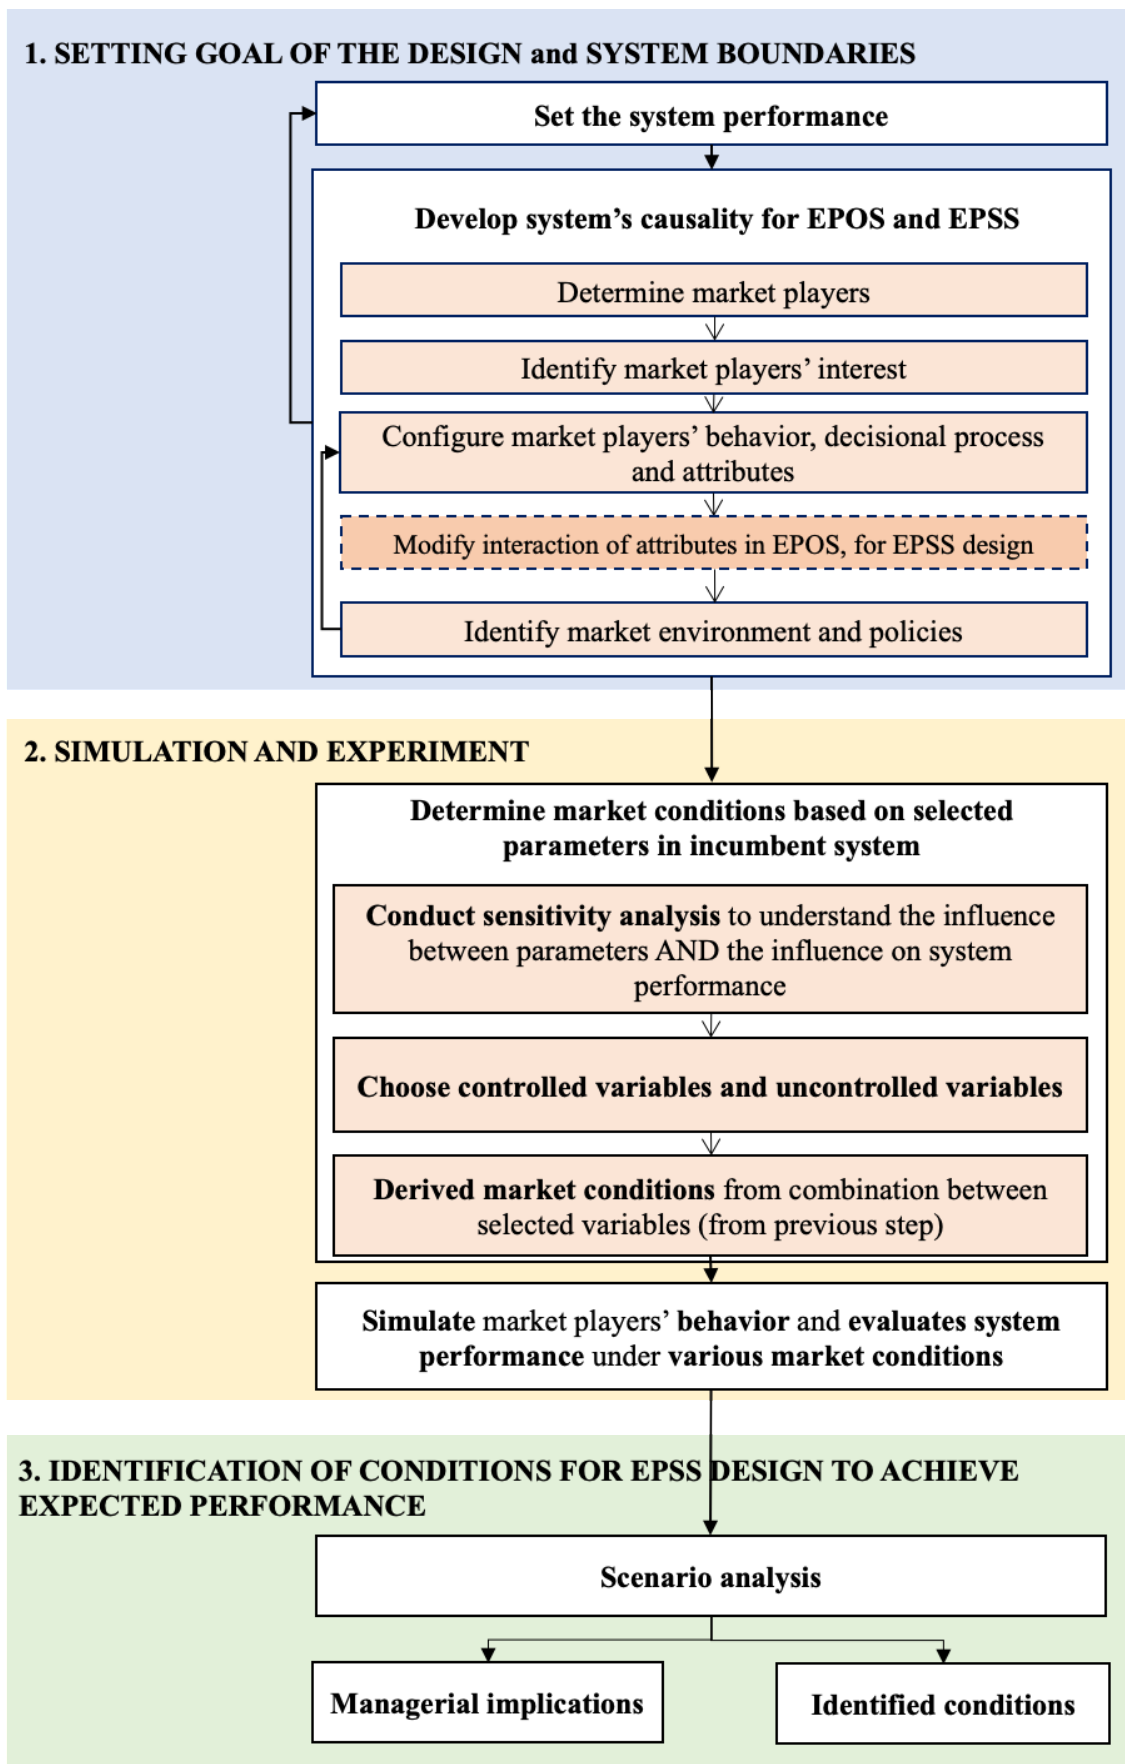 1. SETTING GOAL OF THE DESIGN and SYSTEM BOUNDARIES
Set the system performance
Develop system’s causality for EPOS and EPSS
Determine market players
Identify market players’ interest
Configure market players’ behavior, decisional process
and attributes
Modify interaction of attributes in EPOS, for EPSS design
Identify market environment and policies
2. SIMULATION AND EXPERIMENT
Determine market conditions based on selected
parameters in incumbent system
Conduct sensitivity analysis to understand the influence
between parameters AND the influence on system
performance
Choose controlled variables and uncontrolled variables
Derived market conditions from combination between
selected variables (from previous step)
Simulate market players’ behavior and evaluates system
performance under various market conditions
3. IDENTIFICATION OF CONDITIONS FOR EPSS DESIGN TO ACHIEVE
EXPECTED PERFORMANCE
Scenario analysis
Managerial implications
Identified conditions